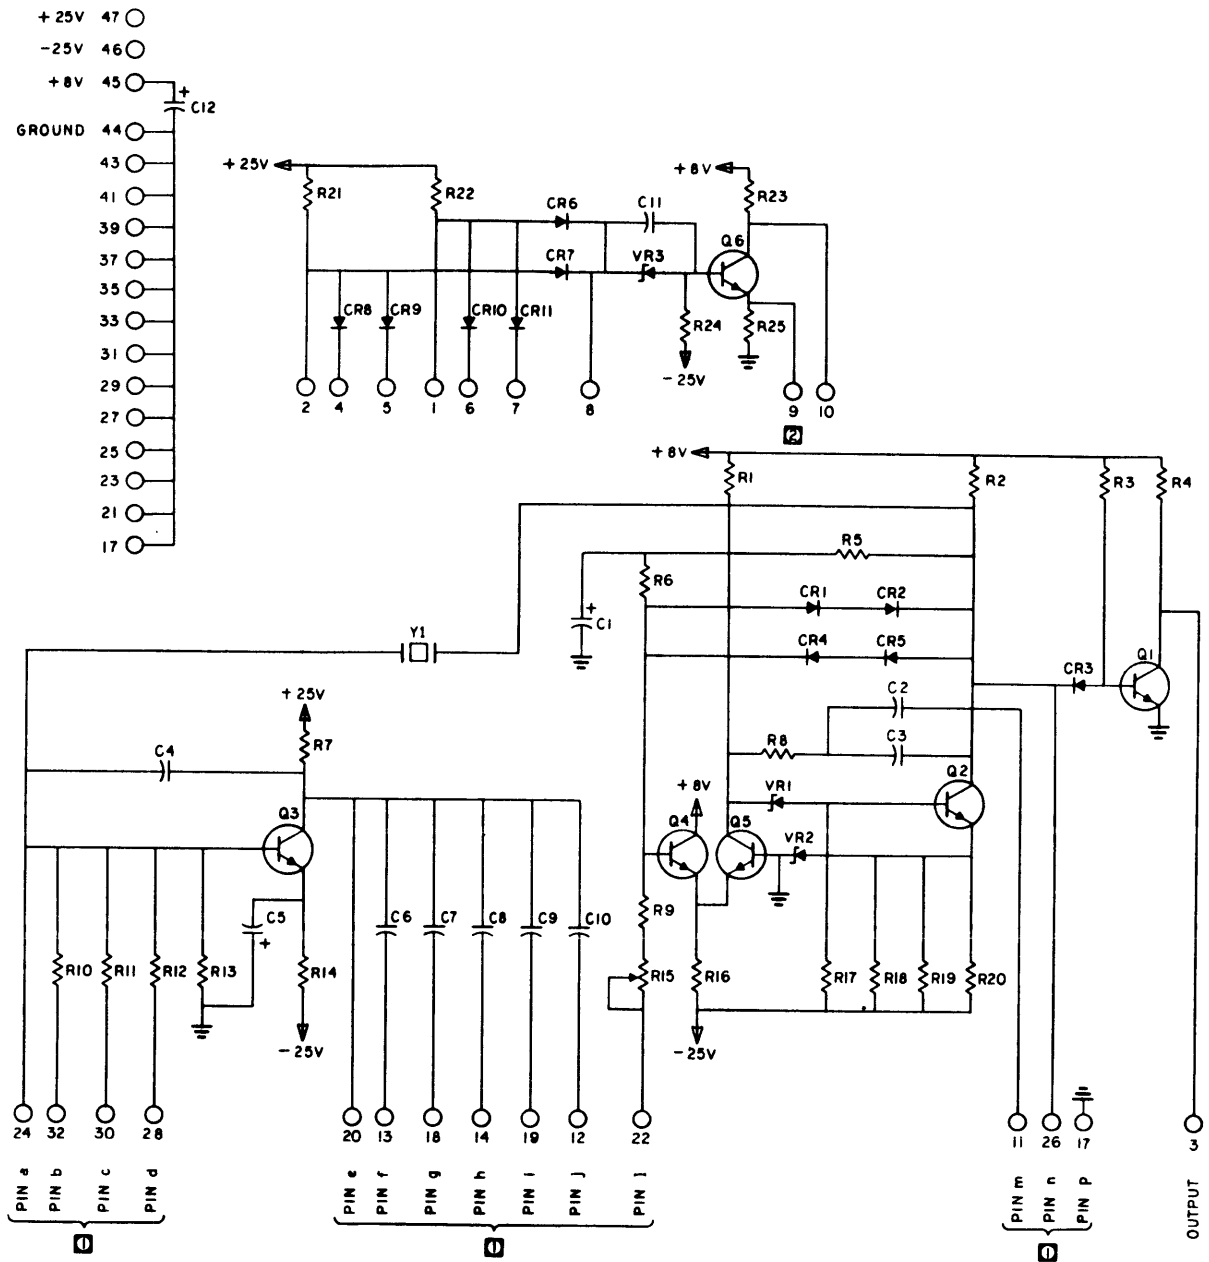 +25V 47
-25V 46
+8V 45
+
C12
GROUND 44
43
41
39
37
35
33
31
29
27
25
23
21
17
+25V
R21
R22
CR6
C11
+8V
R23
CR7
VR3
Q6
CR8
CR9
CR10
CR11
R24
R25
-25V
2
4
5
1
6
7
8
9
10
2
+8V
R1
R2
R3
R4
R5
R6
+
C1
CR1
CR2
CR4
CR5
Y1
CR3
Q1
+25V
R7
C4
C2
C3
R8
Q3
+8V
VR1
Q2
Q4
Q5
VR2
C5
+
C6
C7
C8
C9
C10
R9
R10
R11
R12
R13
R14
R15
R16
R17
R18
R19
R20
-25V
-25V
24
32
30
28
20
13
18
14
19
12
22
11
26
17
3
PIN a
PIN b
PIN c
PIN d
PIN e
PIN f
PIN g
PIN h
PIN i
PIN j
PIN l
PIN m
PIN n
PIN p
OUTPUT
1
1
1